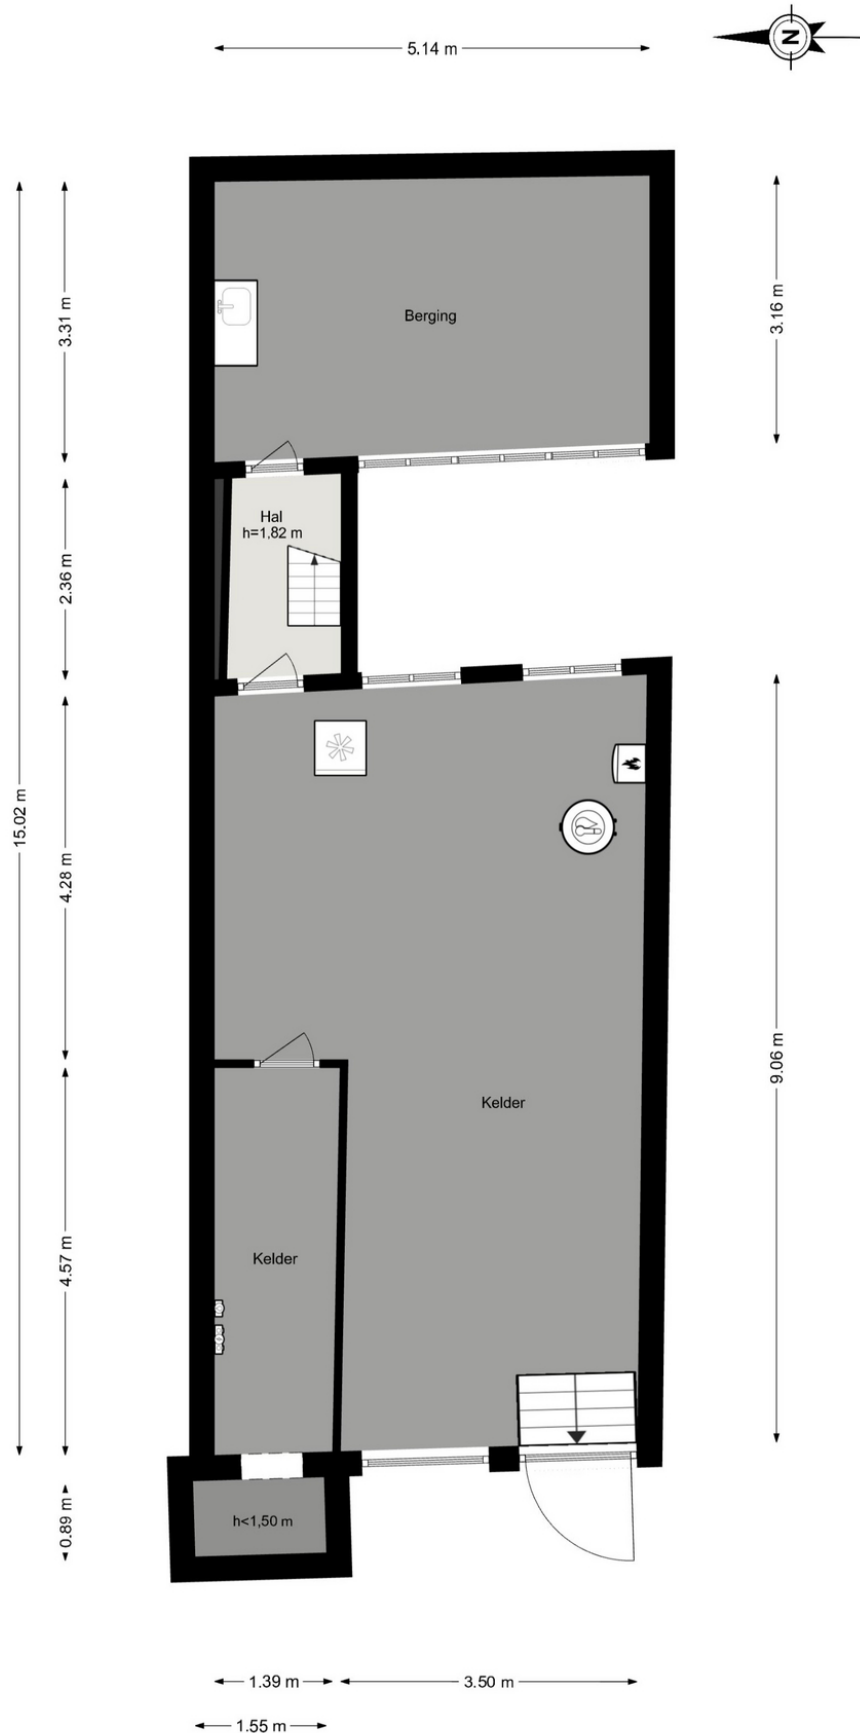 5.14 m
N
3.31 m
3.16 m
Berging
Hal
h=1,82 m
2.36 m
15.02 m
4.28 m
9.06 m
Kelder
4.57 m
Kelder
0.89 m
h<1,50 m
1.39 m
3.50 m
1.55 m